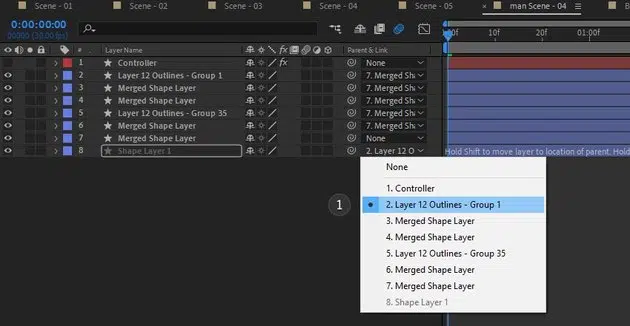 Scene - 01
Scene - 02
Scene - 03
Scene - 04
Scene - 05
× man Scene - 04
0:00:00:00
00000 (30.00 fps)
:00f 10f 20f 01:00f
# Layer Name Parent & Link
1 Controller None
2 Layer 12 Outlines - Group 1 7. Merged Sh
3 Merged Shape Layer 7. Merged Sh
4 Merged Shape Layer 7. Merged Sh
5 Layer 12 Outlines - Group 35 7. Merged Sh
6 Merged Shape Layer 7. Merged Sh
7 Merged Shape Layer None
8 Shape Layer 1 2. Layer 12 O
Hold Shift to move layer to location of parent. Hold
None
1. Controller
1 2. Layer 12 Outlines - Group 1
3. Merged Shape Layer
4. Merged Shape Layer
5. Layer 12 Outlines - Group 35
6. Merged Shape Layer
7. Merged Shape Layer
8. Shape Layer 1